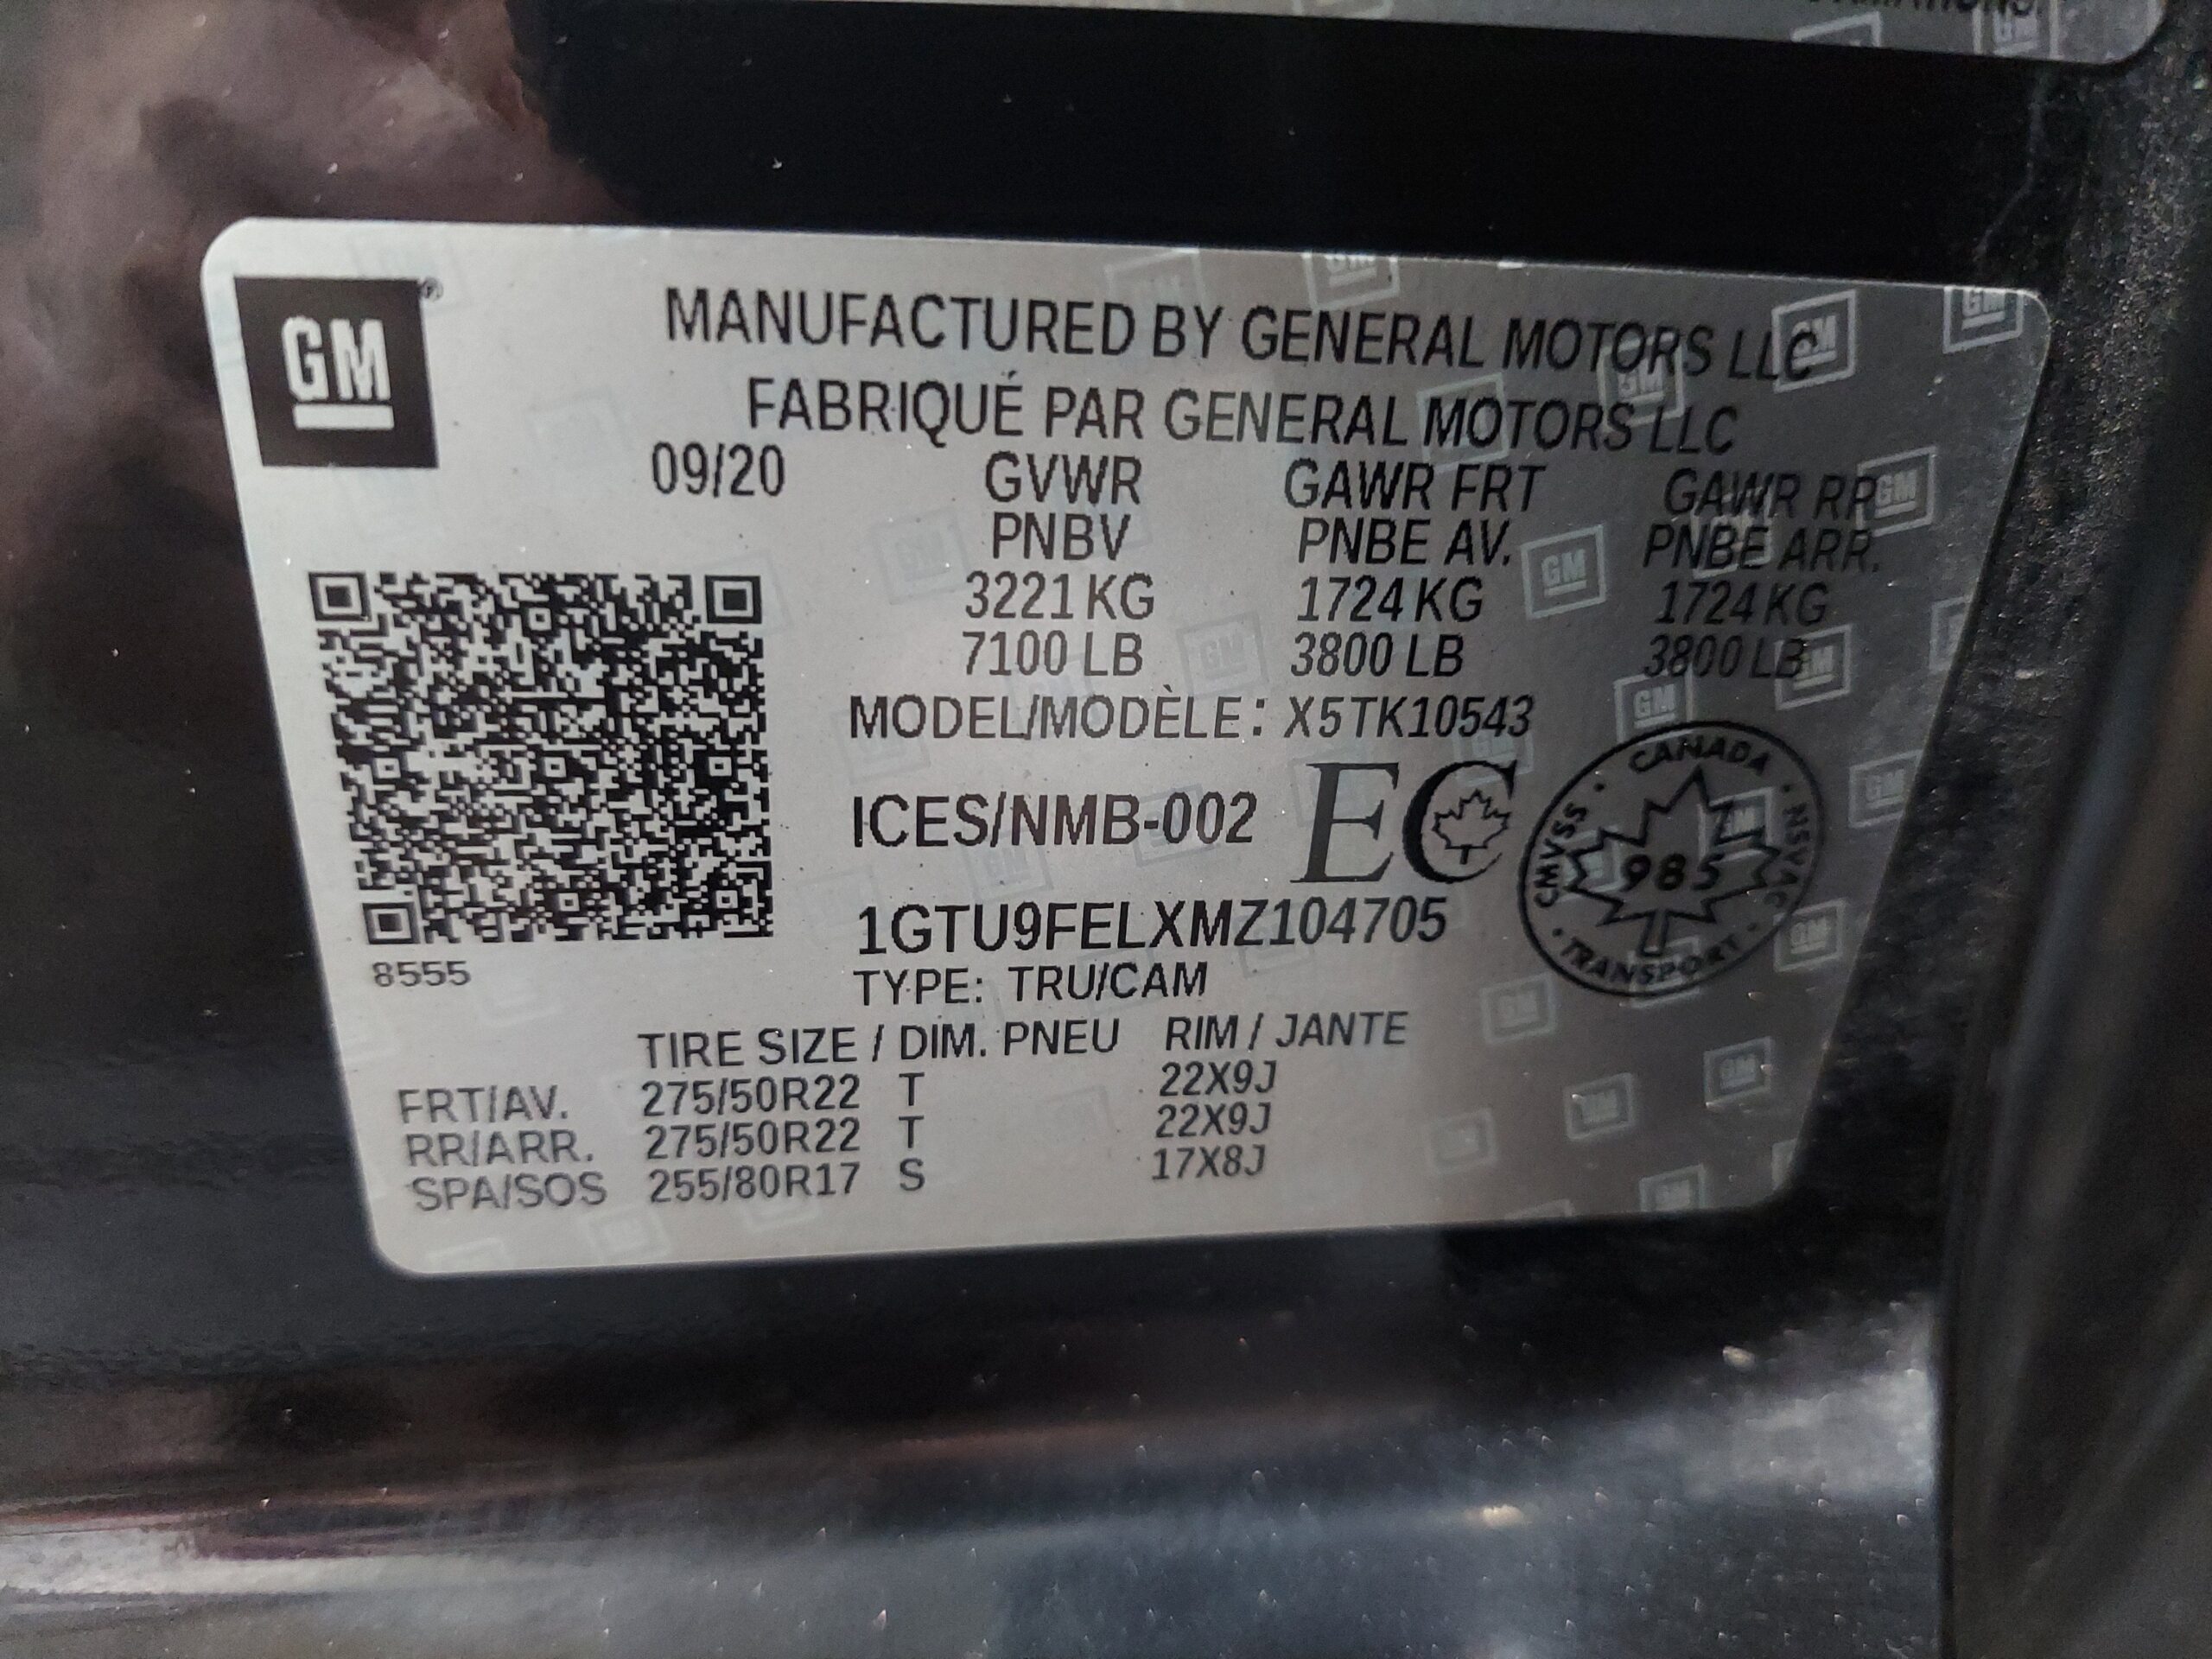 GM
MANUFACTURED BY GENERAL MOTORS LLC
FABRIQUÉ PAR GENERAL MOTORS LLC
09/20 GVWR GAWR FRT GAWR RR
PNBV PNBE AV. PNBE ARR.
3221 KG 1724 KG 1724 KG
7100 LB 3800 LB 3800 LB
MODEL/MODÈLE: X5TK10543
ICES/NMB-002 EC
CANADA
CMVSS NSVAC
985
TRANSPORT
1GTU9FELXMZ104705
8555
TYPE: TRU/CAM
TIRE SIZE / DIM. PNEU RIM / JANTE
FRT/AV. 275/50R22 T 22X9J
RR/ARR. 275/50R22 T 22X9J
SPA/SOS 255/80R17 S 17X8J